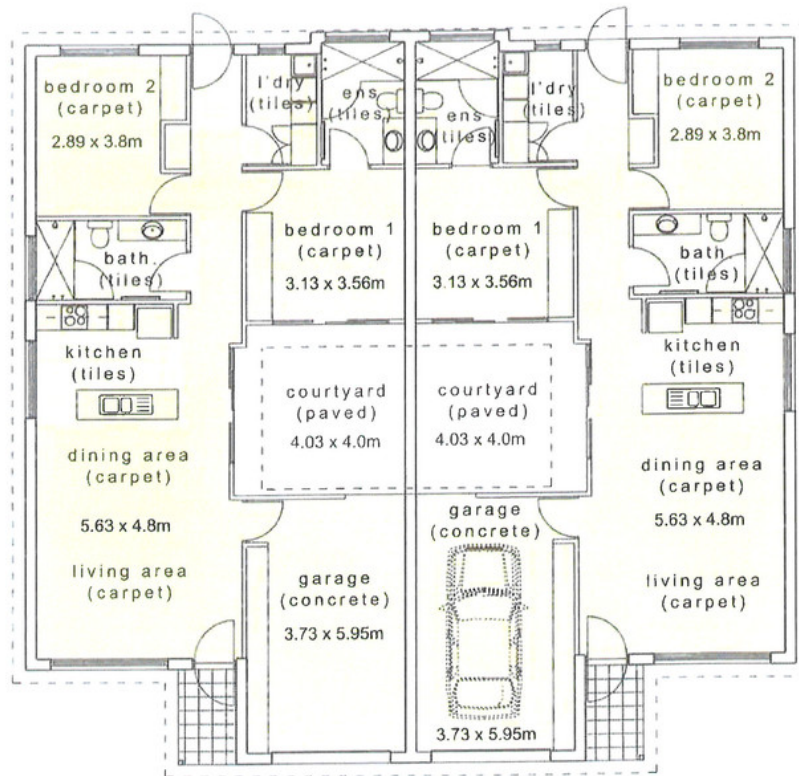 bedroom 2
(carpet)
2.89 x 3.8m
l'dry
(tiles)
ens
(tiles)
ens
(tiles)
l'dry
(tiles)
bedroom 2
(carpet)
2.89 x 3.8m
bath.
(tiles)
bedroom 1
(carpet)
3.13 x 3.56m
bedroom 1
(carpet)
3.13 x 3.56m
bath
(tiles)
kitchen
(tiles)
courtyard
(paved)
4.03 x 4.0m
courtyard
(paved)
4.03 x 4.0m
kitchen
(tiles)
dining area
(carpet)
5.63 x 4.8m
living area
(carpet)
garage
(concrete)
3.73 x 5.95m
garage
(concrete)
3.73 x 5.95m
dining area
(carpet)
5.63 x 4.8m
living area
(carpet)